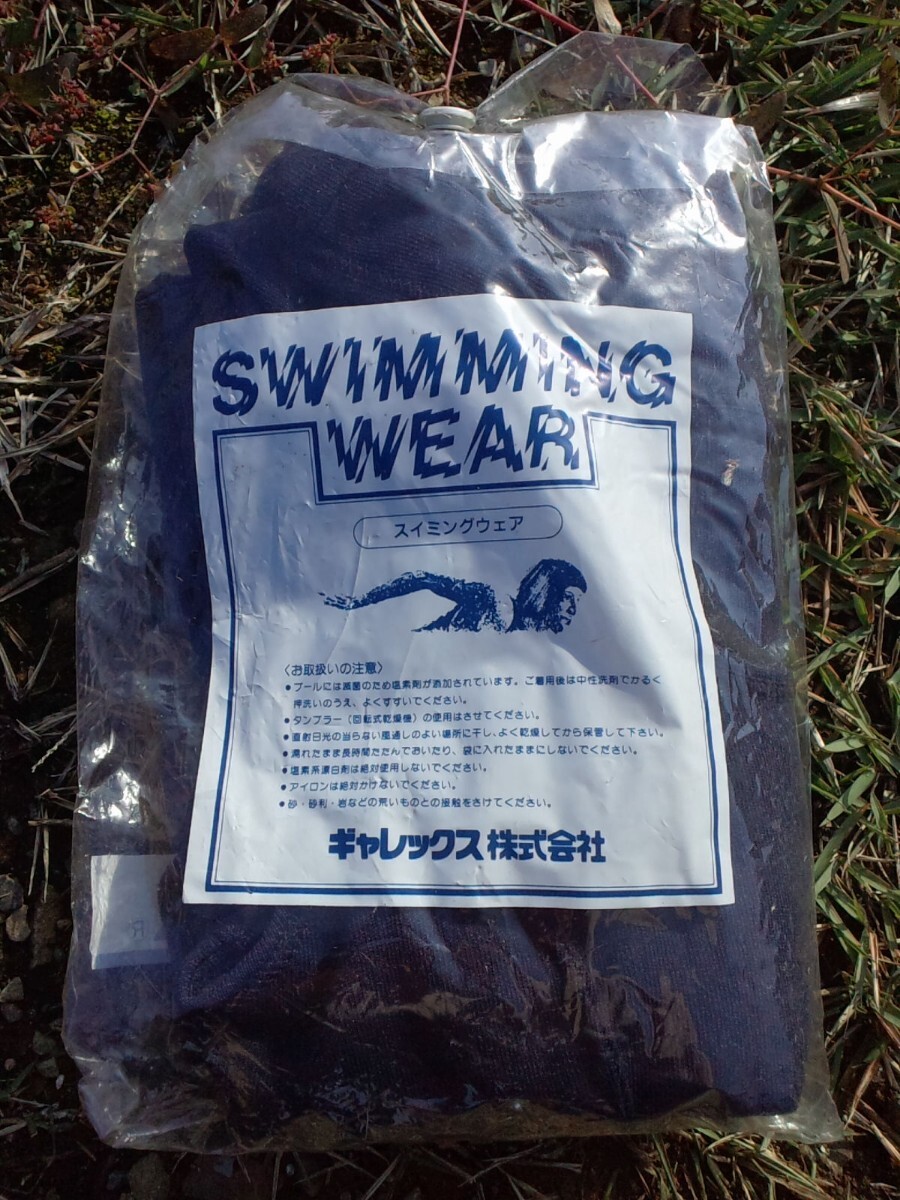 SWIMMING
WEAR
スイミングウェア
〈お取扱いの注意〉
●プールには滅菌のため塩素剤が添加されています。ご着用後は中性洗剤でかるく
押洗いのうえ、よくすすいでください。
●タンブラー（回転式乾燥機）の使用はさせてください。
●直射日光の当らない風通しのよい場所に干し、よく乾燥してから保管して下さい。
●濡れたまま長時間たたんでおいたり、袋に入れたままにしないでください。
●塩素系漂白剤は絶対使用しないでください。
●アイロンは絶対かけないでください。
●砂・砂利・岩などの荒いものとの接触をさけてください。
ギャレックス株式会社
R